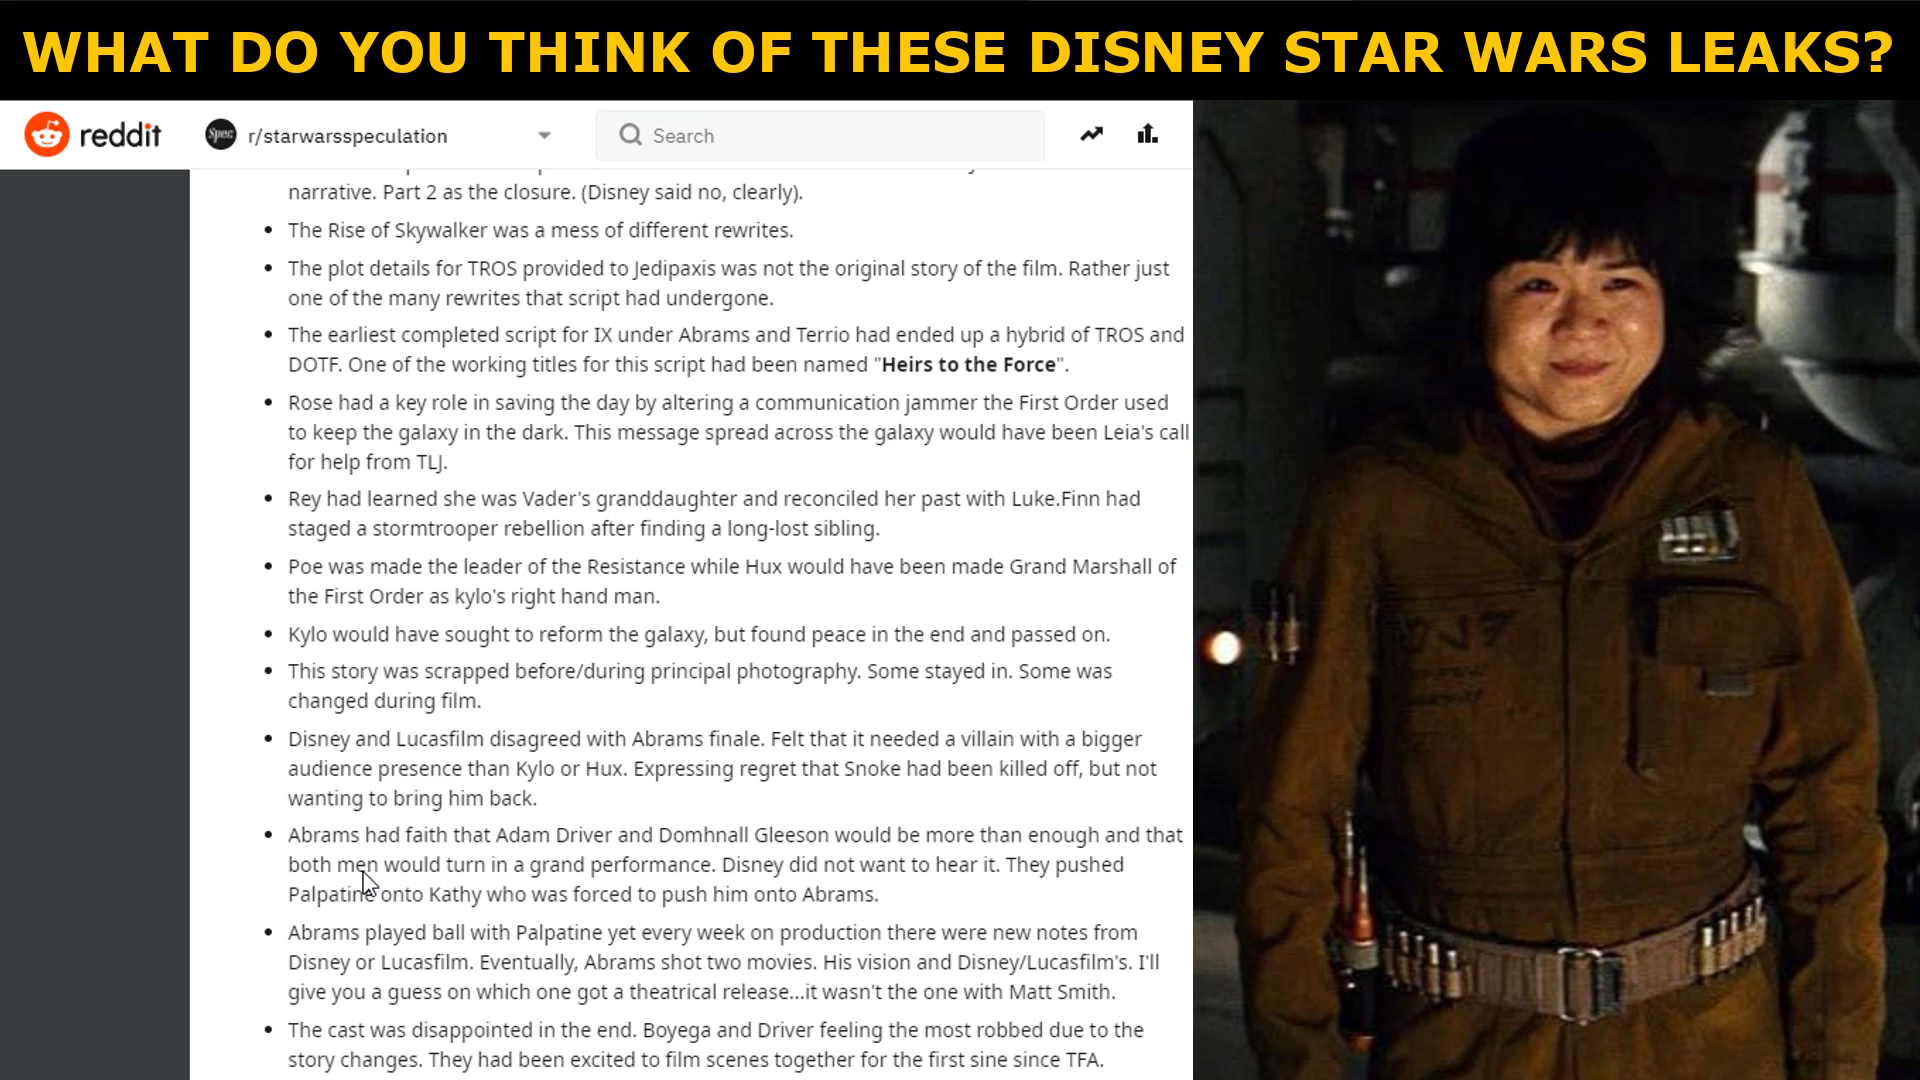 WHAT DO YOU THINK OF THESE DISNEY STAR WARS LEAKS?
reddit
Spec
r/starwarsspeculation
Search
narrative. Part 2 as the closure. (Disney said no, clearly).
• The Rise of Skywalker was a mess of different rewrites.
• The plot details for TROS provided to Jedipaxis was not the original story of the film. Rather just
one of the many rewrites that script had undergone.
• The earliest completed script for IX under Abrams and Terrio had ended up a hybrid of TROS and
DOTF. One of the working titles for this script had been named "Heirs to the Force".
• Rose had a key role in saving the day by altering a communication jammer the First Order used
to keep the galaxy in the dark. This message spread across the galaxy would have been Leia's call
for help from TLJ.
• Rey had learned she was Vader's granddaughter and reconciled her past with Luke.Finn had
staged a stormtrooper rebellion after finding a long-lost sibling.
• Poe was made the leader of the Resistance while Hux would have been made Grand Marshall of
the First Order as kylo's right hand man.
• Kylo would have sought to reform the galaxy, but found peace in the end and passed on.
• This story was scrapped before/during principal photography. Some stayed in. Some was
changed during film.
• Disney and Lucasfilm disagreed with Abrams finale. Felt that it needed a villain with a bigger
audience presence than Kylo or Hux. Expressing regret that Snoke had been killed off, but not
wanting to bring him back.
• Abrams had faith that Adam Driver and Domhnall Gleeson would be more than enough and that
both men would turn in a grand performance. Disney did not want to hear it. They pushed
Palpatine onto Kathy who was forced to push him onto Abrams.
• Abrams played ball with Palpatine yet every week on production there were new notes from
Disney or Lucasfilm. Eventually, Abrams shot two movies. His vision and Disney/Lucasfilm's. I'll
give you a guess on which one got a theatrical release...it wasn't the one with Matt Smith.
• The cast was disappointed in the end. Boyega and Driver feeling the most robbed due to the
story changes. They had been excited to film scenes together for the first sine since TFA.